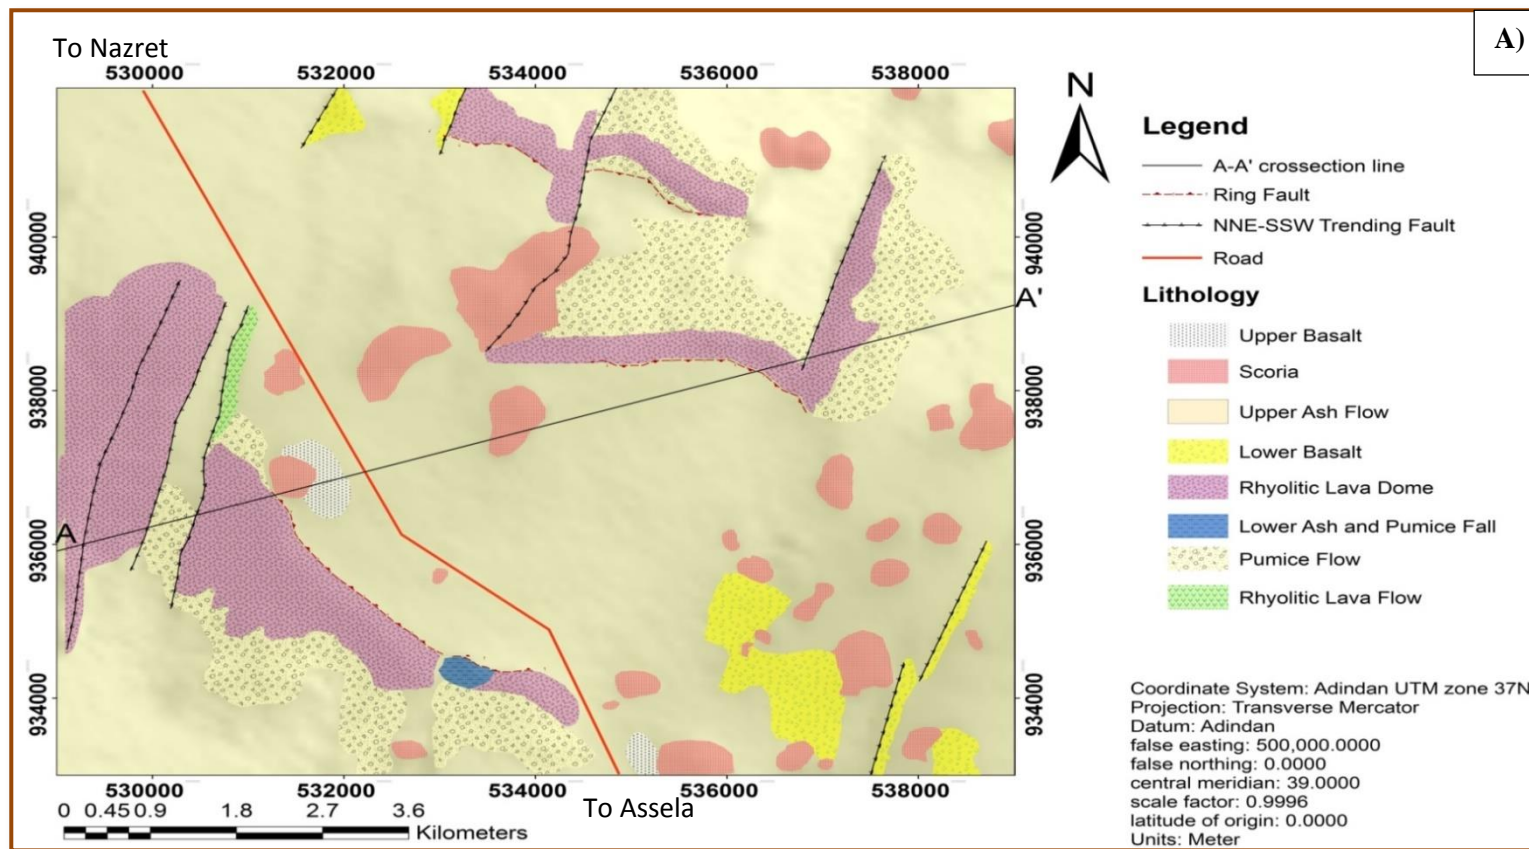 A)
To Nazret
530000 532000 534000 536000 538000
N
940000 940000
938000 938000
936000 936000
934000 934000
A
A'
530000 532000 534000 536000 538000
To Assela
0 0.45 0.9 1.8 2.7 3.6
Kilometers
Legend
A-A' crossection line
Ring Fault
NNE-SSW Trending Fault
Road
Lithology
Upper Basalt
Scoria
Upper Ash Flow
Lower Basalt
Rhyolitic Lava Dome
Lower Ash and Pumice Fall
Pumice Flow
Rhyolitic Lava Flow
Coordinate System: Adindan UTM zone 37N
Projection: Transverse Mercator
Datum: Adindan
false easting: 500,000.0000
false northing: 0.0000
central meridian: 39.0000
scale factor: 0.9996
latitude of origin: 0.0000
Units: Meter